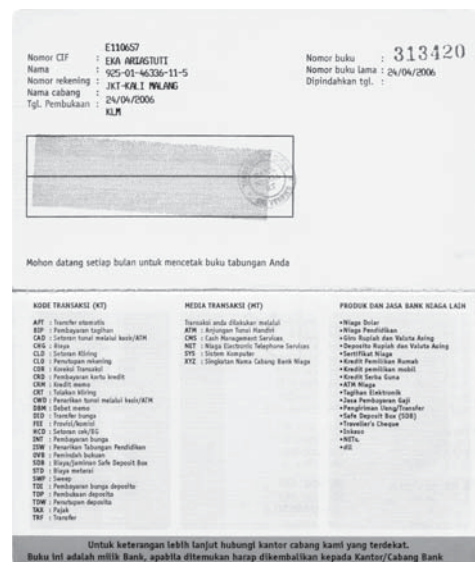 E110657
Nomor CIF :
Nama : EKA ARIASTUTI
Nomor rekening : 925-01-46336-11-5
Nama cabang : JKT-KALI MALANG
Tgl. Pembukaan : 24/04/2006
KLM
Nomor buku : 313420
Nomor buku lama : 24/04/2006
Dipindahkan tgl. :
Mohon datang setiap bulan untuk mencetak buku tabungan Anda
KODE TRANSAKSI (KT)
AFT : Transfer otomatis
BIP : Pembayaran tagihan
CAD : Setoran tunai melalui kasir/ATM
CHG : Biaya
CLD : Setoran Kliring
CLO : Penutupan rekening
COR : Koreksi Transaksi
CRD : Pembayaran kartu kredit
CRM : Kredit memo
CRT : Tolakan kliring
CWD : Penarikan tunai melalui kasir/ATM
DBM : Debet memo
DID : Transfer bunga
FEE : Provisi/komisi
HCD : Setoran cek/BG
INT : Pembayaran bunga
ISW : Penarikan Tabungan Pendidikan
OVB : Pemindah bukuan
SDB : Biaya/jaminan Safe Deposit Box
STD : Biaya meterai
SWP : Sweep
TDI : Pembayaran bunga deposito
TDP : Pembukaan deposito
TDW : Penutupan deposito
TAX : Pajak
TRF : Transfer
MEDIA TRANSAKSI (MT)
Transaksi anda dilakukan melalui
ATM : Anjungan Tunai Mandiri
CMS : Cash Management Services
NET : Niaga Electronic Telephone Services
SYS : Sistem Komputer
XYZ : Singkatan Nama Cabang Bank Niaga
PRODUK DAN JASA BANK NIAGA LAIN
•Niaga Dolar
•Niaga Pendidikan
•Giro Rupiah dan Valuta Asing
•Deposito Rupiah dan Valuta Asing
•Sertifikat Niaga
•Kredit Pemilikan Rumah
•Kredit pemilikan mobil
•Kredit Serba Guna
•ATM Niaga
•Tagihan Elektronik
•Jasa Pembayaran Gaji
•Pengiriman Uang/Transfer
•Safe Deposit Box (SDB)
•Traveller's Cheque
•Inkaso
•NETs.
•dll
Untuk keterangan lebih lanjut hubungi kantor cabang kami yang terdekat.
Buku ini adalah milik Bank, apabila ditemukan harap dikembalikan kepada Kantor/Cabang Bank